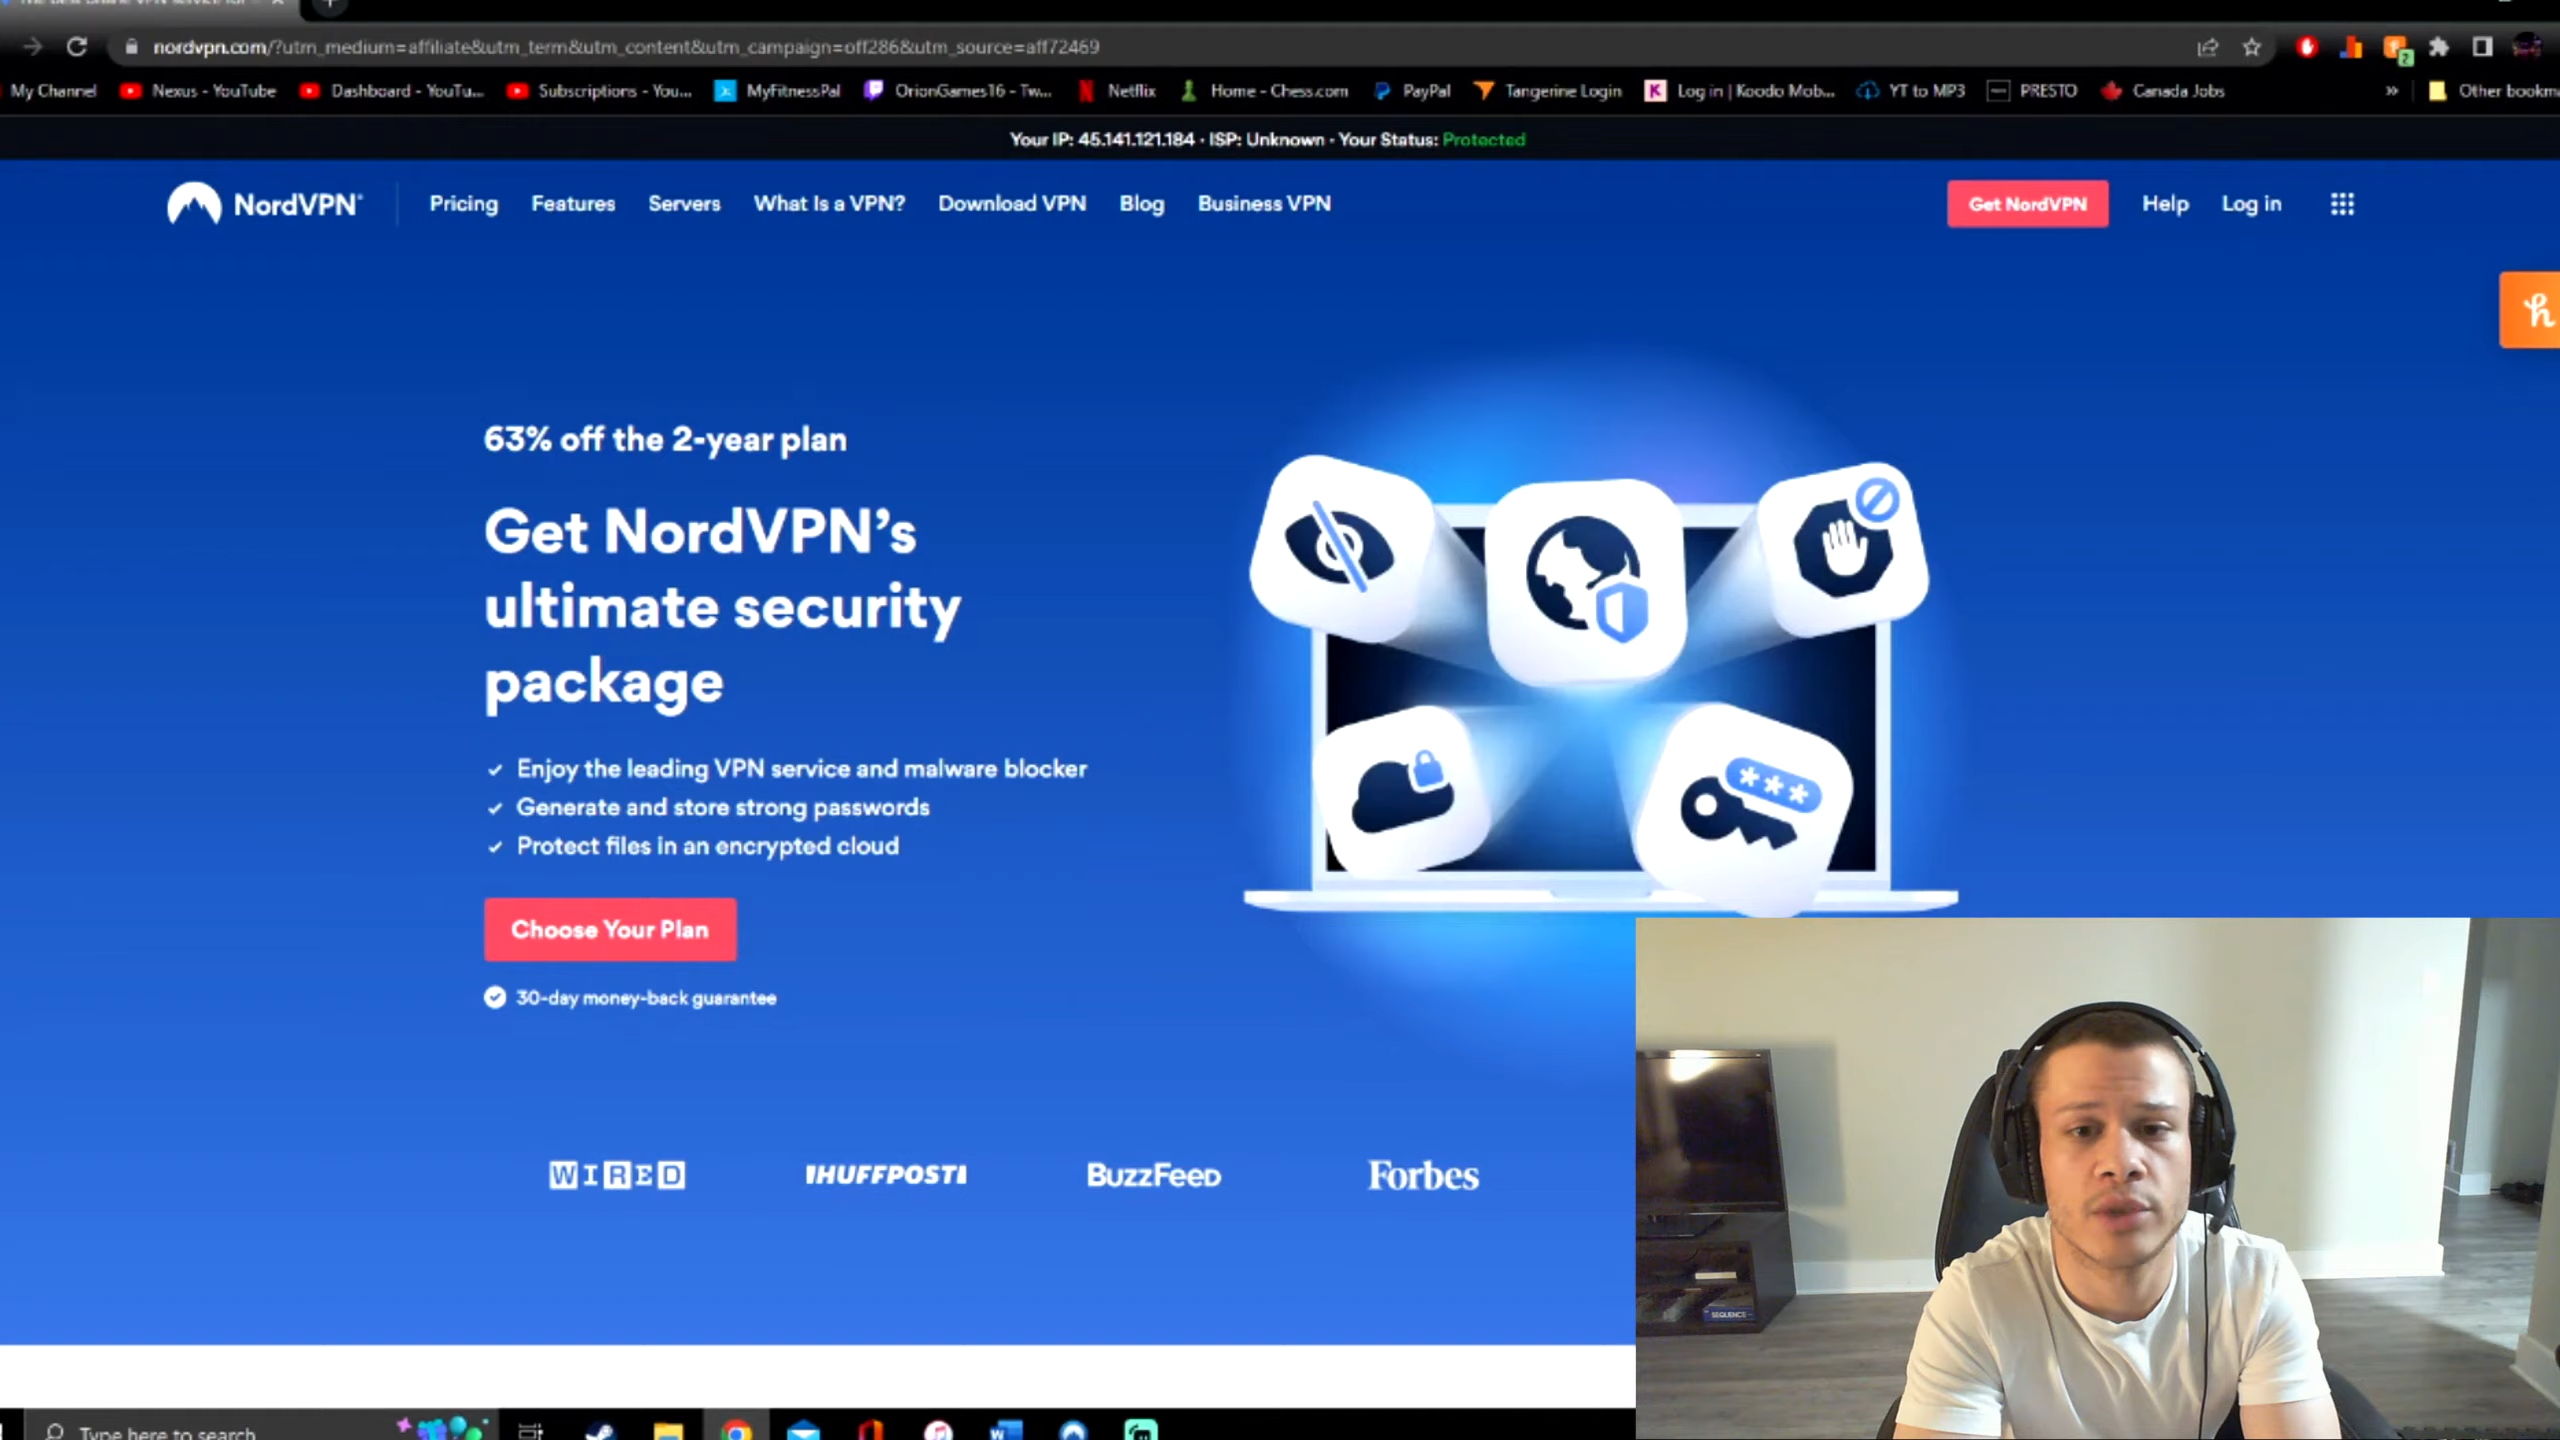 nordvpn.com/?utm_medium=affiliate&utm_term&utm_content&utm_campaign=off286&utm_source=aff72469
My Channel Nexus - YouTube Dashboard - YouTu... Subscriptions - You... MyFitnessPal OrionGames16 - Tw... Netflix Home - Chess.com PayPal Tangerine Login Log in | Koodo Mob... YT to MP3 PRESTO Canada Jobs » Other bookm
Your IP: 45.141.121.184 · ISP: Unknown · Your Status: Protected
NordVPN® Pricing Features Servers What Is a VPN? Download VPN Blog Business VPN Get NordVPN Help Log in
63% off the 2-year plan
Get NordVPN’s
ultimate security
package
Enjoy the leading VPN service and malware blocker
Generate and store strong passwords
Protect files in an encrypted cloud
Choose Your Plan
30-day money-back guarantee
WIRED HUFFPOST BuzzFeed Forbes
SEQUENCE
Type here to search